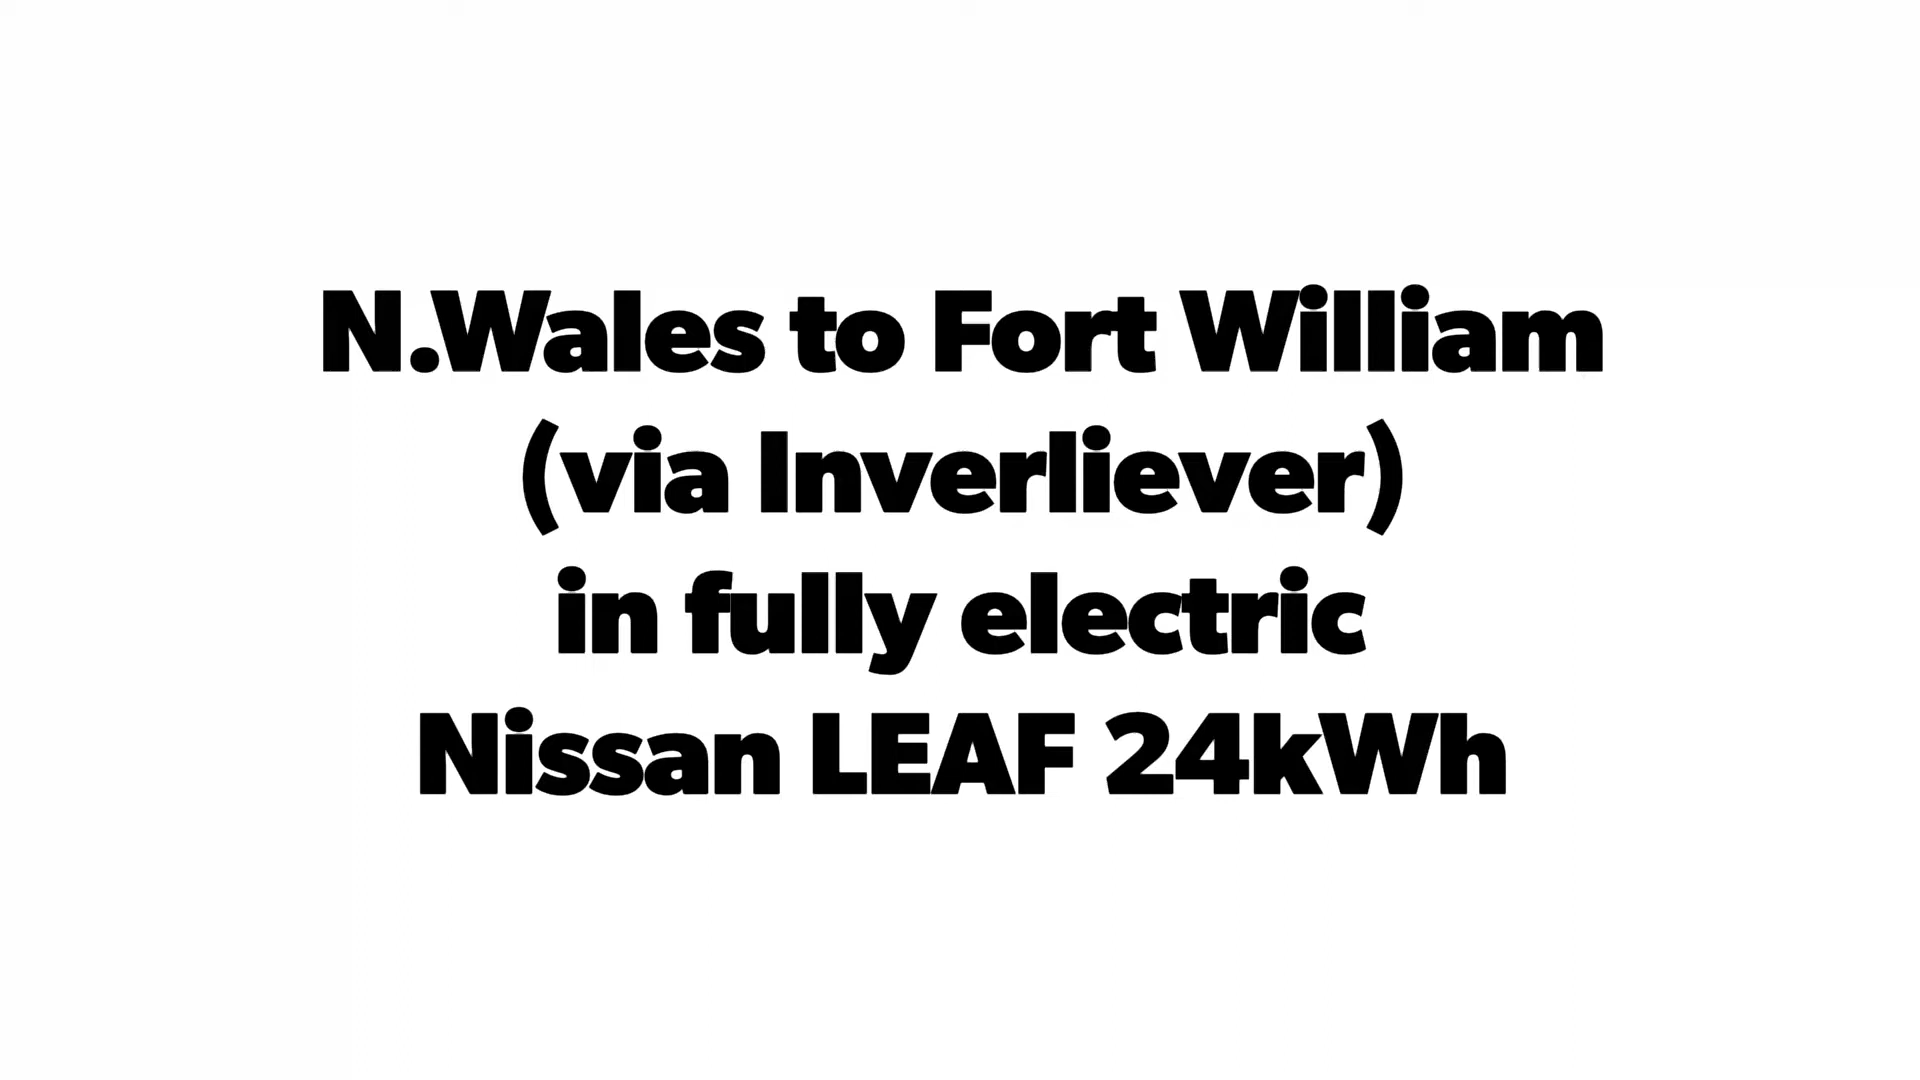 N.Wales to Fort William
(via Inverliever)
in fully electric
Nissan LEAF 24kWh